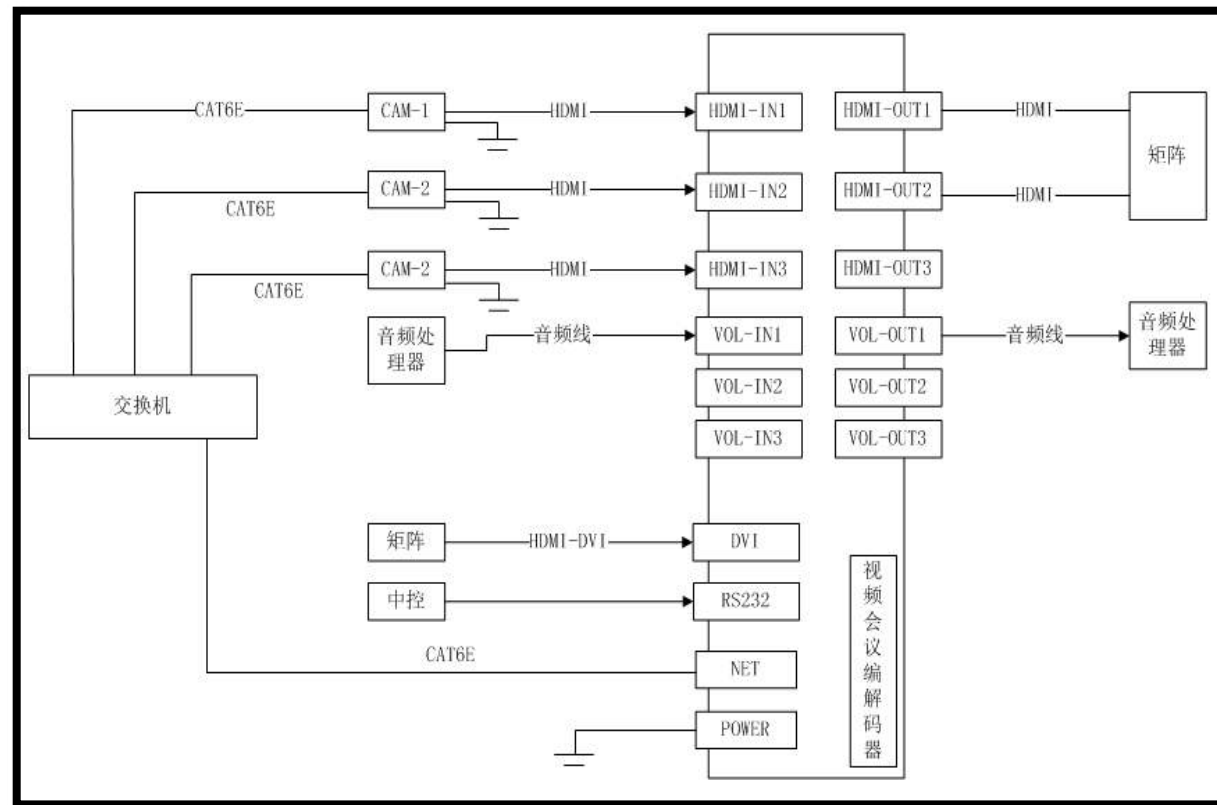 CAT6E
CAM-1
HDMI
HDMI-IN1
HDMI-OUT1
HDMI
矩阵
CAT6E
CAM-2
HDMI
HDMI-IN2
HDMI-OUT2
HDMI
CAT6E
CAM-2
HDMI
HDMI-IN3
HDMI-OUT3
音频处
理器
音频线
VOL-IN1
VOL-OUT1
音频线
音频处
理器
交换机
VOL-IN2
VOL-OUT2
VOL-IN3
VOL-OUT3
矩阵
HDMI-DVI
DVI
中控
RS232
CAT6E
NET
POWER
视
频
会
议
编
解
码
器